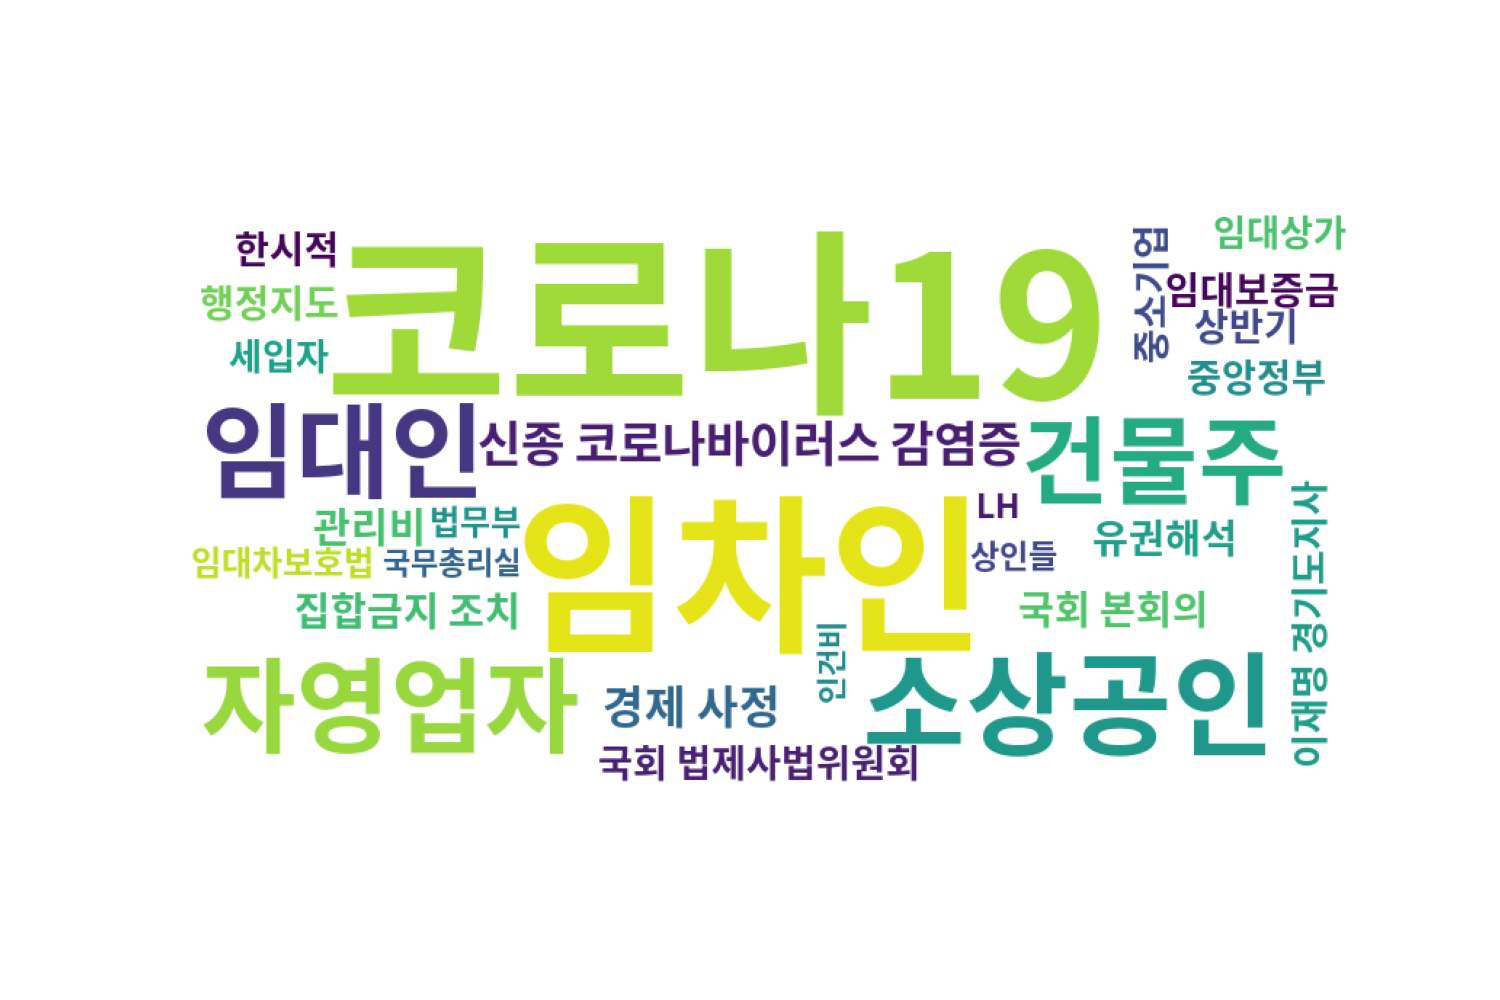 한시적
코로나19
중소기업
임대상가
행정지도
임대보증금
상반기
세입자
중앙정부
임대인
신종 코로나바이러스 감염증
건물주
관리비
법무부
임차인
LH
유권해석
이재명 경기도지사
임대차보호법
국무총리실
상인들
집합금지 조치
국회 본회의
자영업자
경제 사정
인건비
소상공인
국회 법제사법위원회